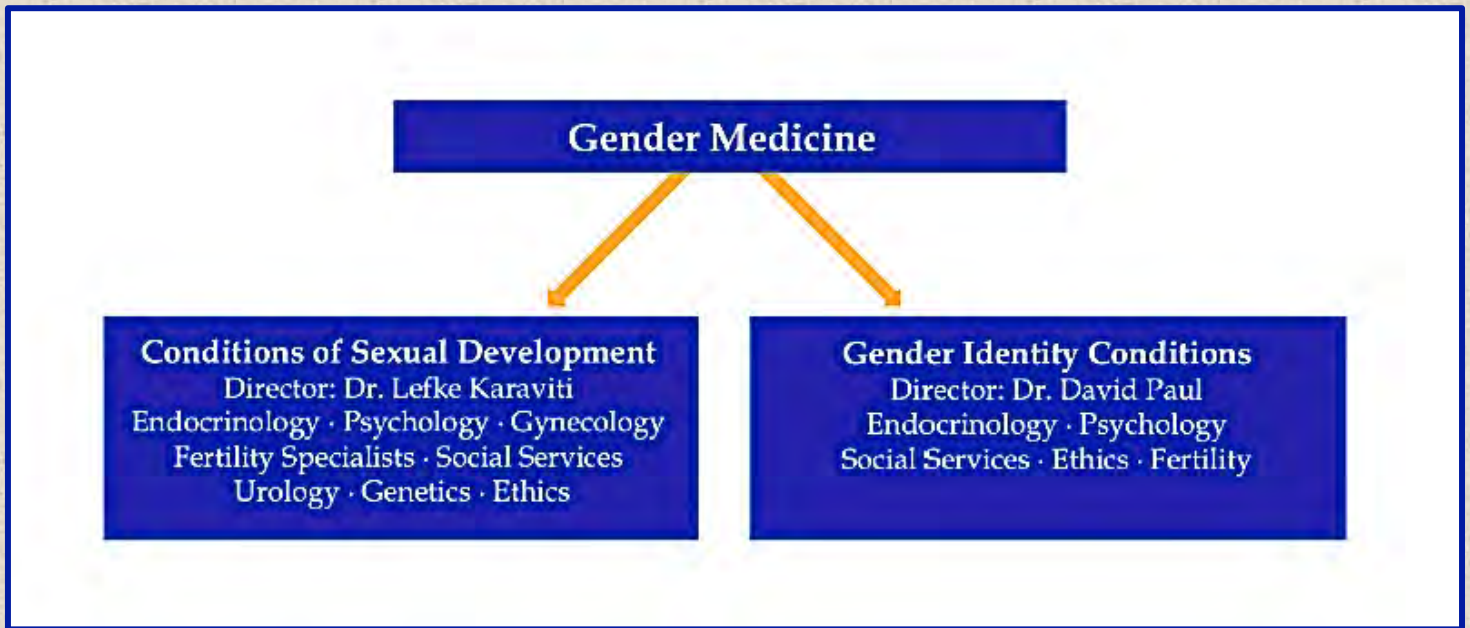 Gender Medicine
Conditions of Sexual Development
Director: Dr. Lefke Karaviti
Endocrinology · Psychology · Gynecology
Fertility Specialists · Social Services
Urology · Genetics · Ethics
Gender Identity Conditions
Director: Dr. David Paul
Endocrinology · Psychology
Social Services · Ethics · Fertility